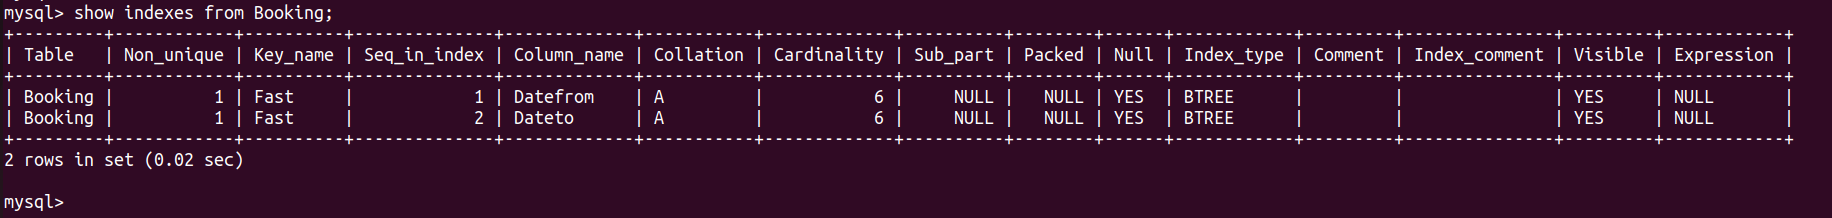 mysql> show indexes from Booking;
+---------+------------+----------+--------------+-------------+-----------+-------------+----------+--------+------+------------+---------+---------------+---------+------------+
| Table   | Non_unique | Key_name | Seq_in_index | Column_name | Collation | Cardinality | Sub_part | Packed | Null | Index_type | Comment | Index_comment | Visible | Expression |
+---------+------------+----------+--------------+-------------+-----------+-------------+----------+--------+------+------------+---------+---------------+---------+------------+
| Booking |          1 | Fast     |            1 | Datefrom    | A         |           6 |     NULL |   NULL | YES  | BTREE      |         |               | YES     | NULL       |
| Booking |          1 | Fast     |            2 | Dateto      | A         |           6 |     NULL |   NULL | YES  | BTREE      |         |               | YES     | NULL       |
+---------+------------+----------+--------------+-------------+-----------+-------------+----------+--------+------+------------+---------+---------------+---------+------------+
2 rows in set (0.02 sec)
mysql>